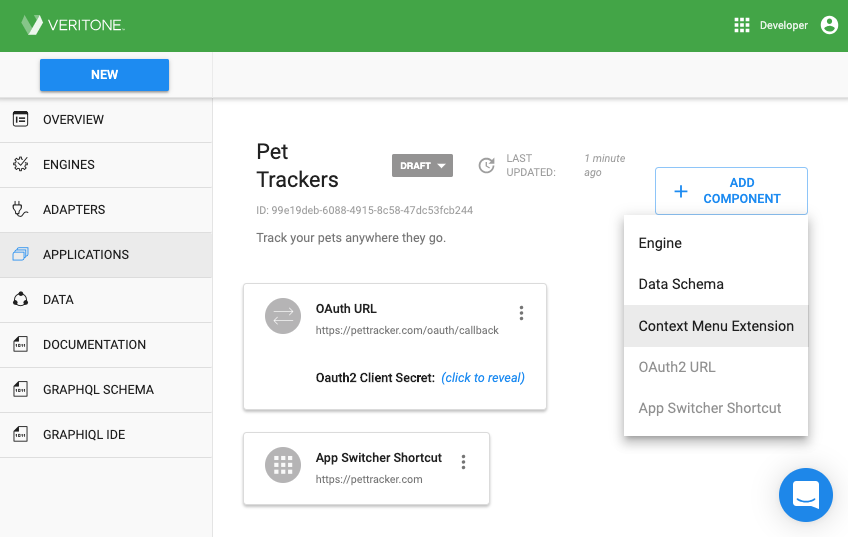 VERITONE.
Developer
NEW
OVERVIEW
ENGINES
ADAPTERS
APPLICATIONS
DATA
DOCUMENTATION
GRAPHQL SCHEMA
GRAPHIQL IDE
Pet
Trackers
DRAFT
LAST
UPDATED:
1 minute
ago
ADD
COMPONENT
ID: 99e19deb-6088-4915-8c58-47dc53fcb244
Track your pets anywhere they go.
Engine
Data Schema
Context Menu Extension
OAuth2 URL
App Switcher Shortcut
OAuth URL
https://pettracker.com/oauth/callback
Oauth2 Client Secret: (click to reveal)
App Switcher Shortcut
https://pettracker.com